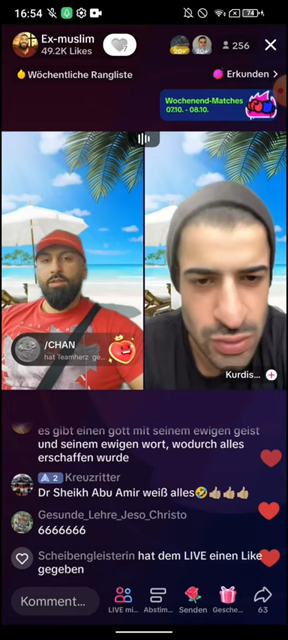 16:54
74
Ex-muslim
49.2K Likes
256
Wöchentliche Rangliste
Erkunden
Wochenend-Matches
07.10. - 08.10.
/CHAN
hat Teamherz ge...
Kurdis...
es gibt einen gott mit seinem ewigen geist
und seinem ewigen wort, wodurch alles
erschaffen wurde
2 Kreuzritter
Dr Sheikh Abu Amir weiß alles🤣👍🏼👍🏼👍🏼
Gesunde_Lehre_Jeso_Christo
6666666
Scheibengleisterin hat dem LIVE einen Like
gegeben
Komment...
LIVE mi...
Abstim...
Senden
Gesche...
63